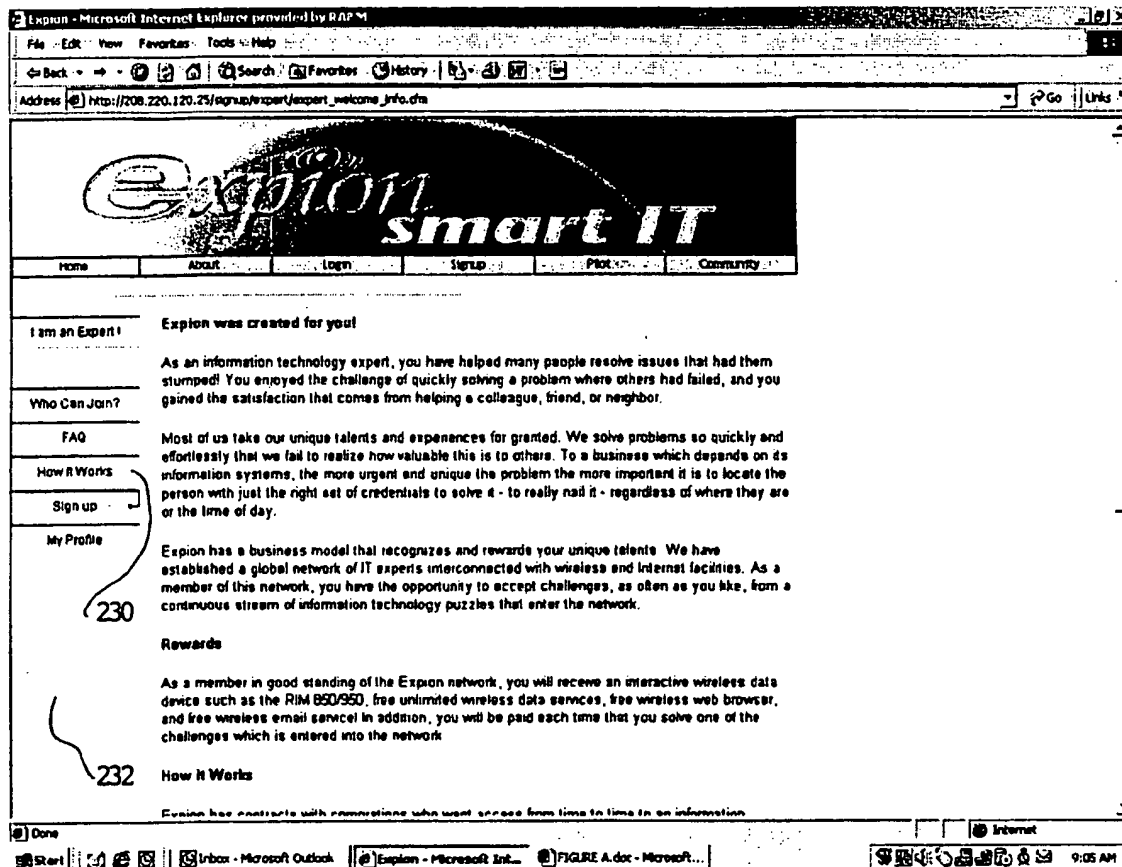 Expion - Microsoft Internet Explorer provided by RAPM
File Edit View Favorites Tools Help
Back Search Favorites History
Address http://208.220.120.25/signup/expert/expert_welcome_info.cfm Go Links
expion
smart IT
Home About Login Signup Pilot Community
I am an Expert!
Who Can Join?
FAQ
How it Works
Sign up
My Profile
230
232
Expion was created for you!
As an information technology expert, you have helped many people resolve issues that had them
stumped! You enjoyed the challenge of quickly solving a problem where others had failed, and you
gained the satisfaction that comes from helping a colleague, friend, or neighbor.
Most of us take our unique talents and experiences for granted. We solve problems so quickly and
effortlessly that we fail to realize how valuable this is to others. To a business which depends on its
information systems, the more urgent and unique the problem the more important it is to locate the
person with just the right set of credentials to solve it - to really nail it - regardless of where they are
or the time of day.
Expion has a business model that recognizes and rewards your unique talents. We have
established a global network of IT experts interconnected with wireless and Internet facilities. As a
member of this network, you have the opportunity to accept challenges, as often as you like, from a
continuous stream of information technology puzzles that enter the network.
Rewards
As a member in good standing of the Expion network, you will receive an interactive wireless data
device such as the RIM 850/950, free unlimited wireless data services, free wireless web browser,
and free wireless email service! In addition, you will be paid each time that you solve one of the
challenges which is entered into the network
How it Works
Expion has contracts with corporations who want access from time to time to an information
Done Internet
Start Inbox - Microsoft Outlook Expion - Microsoft Int... FIGURE A.doc - Microsoft... 9:05 AM